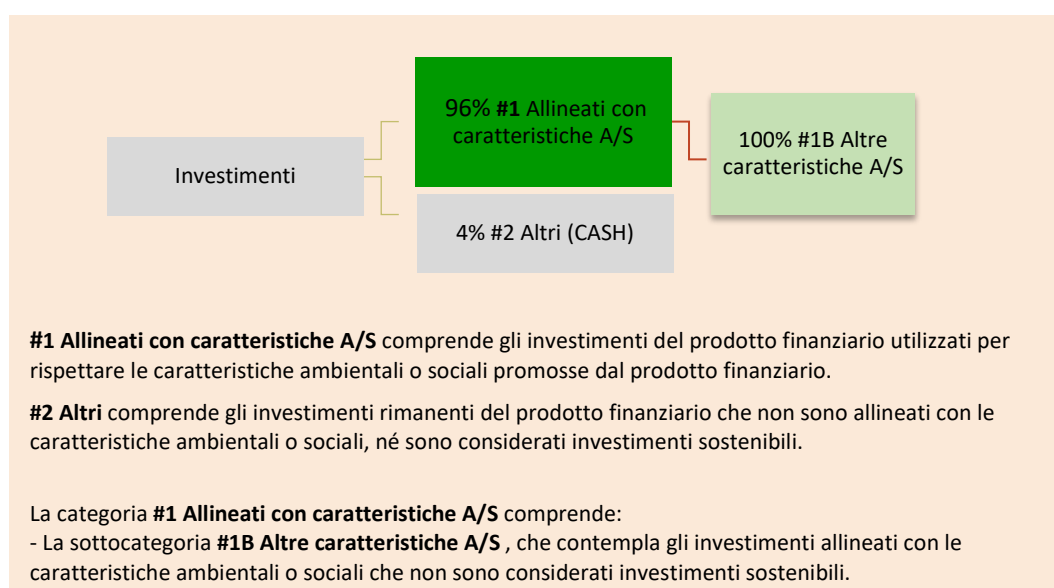 96% #1 Allineati con
caratteristiche A/S
100% #1B Altre
caratteristiche A/S
Investimenti
4% #2 Altri (CASH)
#1 Allineati con caratteristiche A/S comprende gli investimenti del prodotto finanziario utilizzati per
rispettare le caratteristiche ambientali o sociali promosse dal prodotto finanziario.
#2 Altri comprende gli investimenti rimanenti del prodotto finanziario che non sono allineati con le
caratteristiche ambientali o sociali, né sono considerati investimenti sostenibili.
La categoria #1 Allineati con caratteristiche A/S comprende:
- La sottocategoria #1B Altre caratteristiche A/S , che contempla gli investimenti allineati con le
caratteristiche ambientali o sociali che non sono considerati investimenti sostenibili.